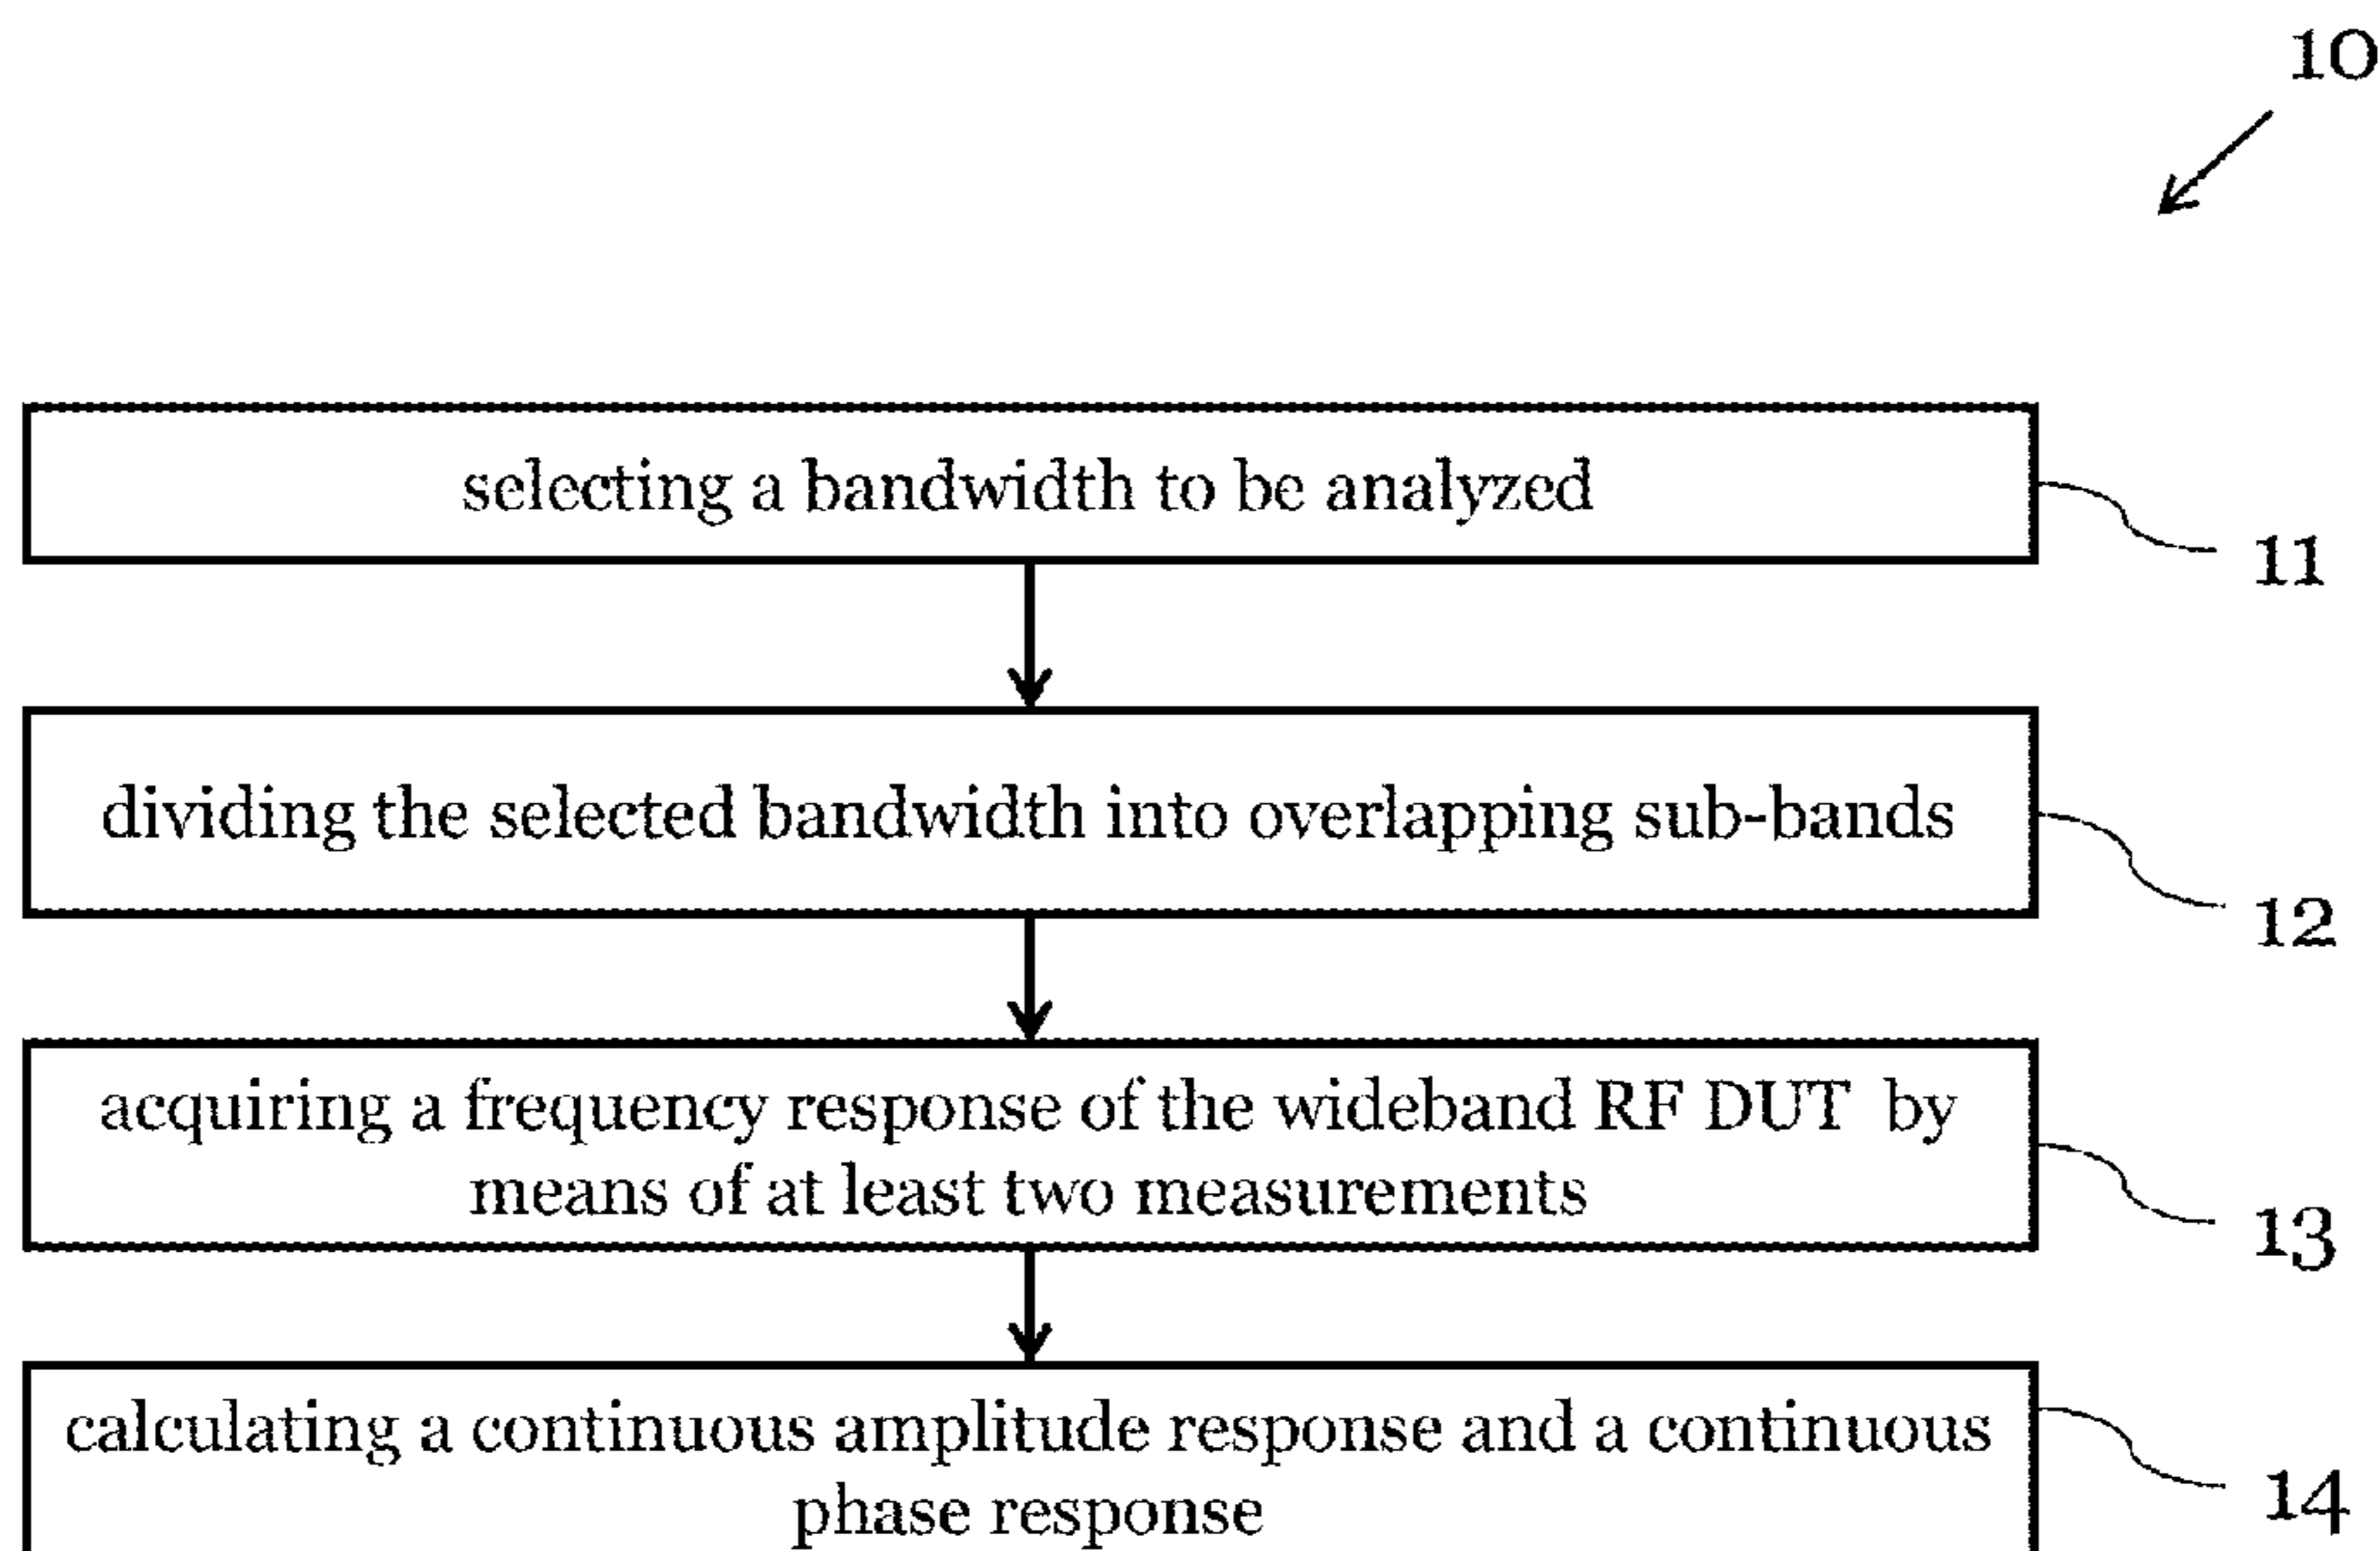 10
selecting a bandwidth to be analyzed
11
dividing the selected bandwidth into overlapping sub-bands
12
acquiring a frequency response of the wideband RF DUT by
means of at least two measurements
13
calculating a continuous amplitude response and a continuous
phase response
14